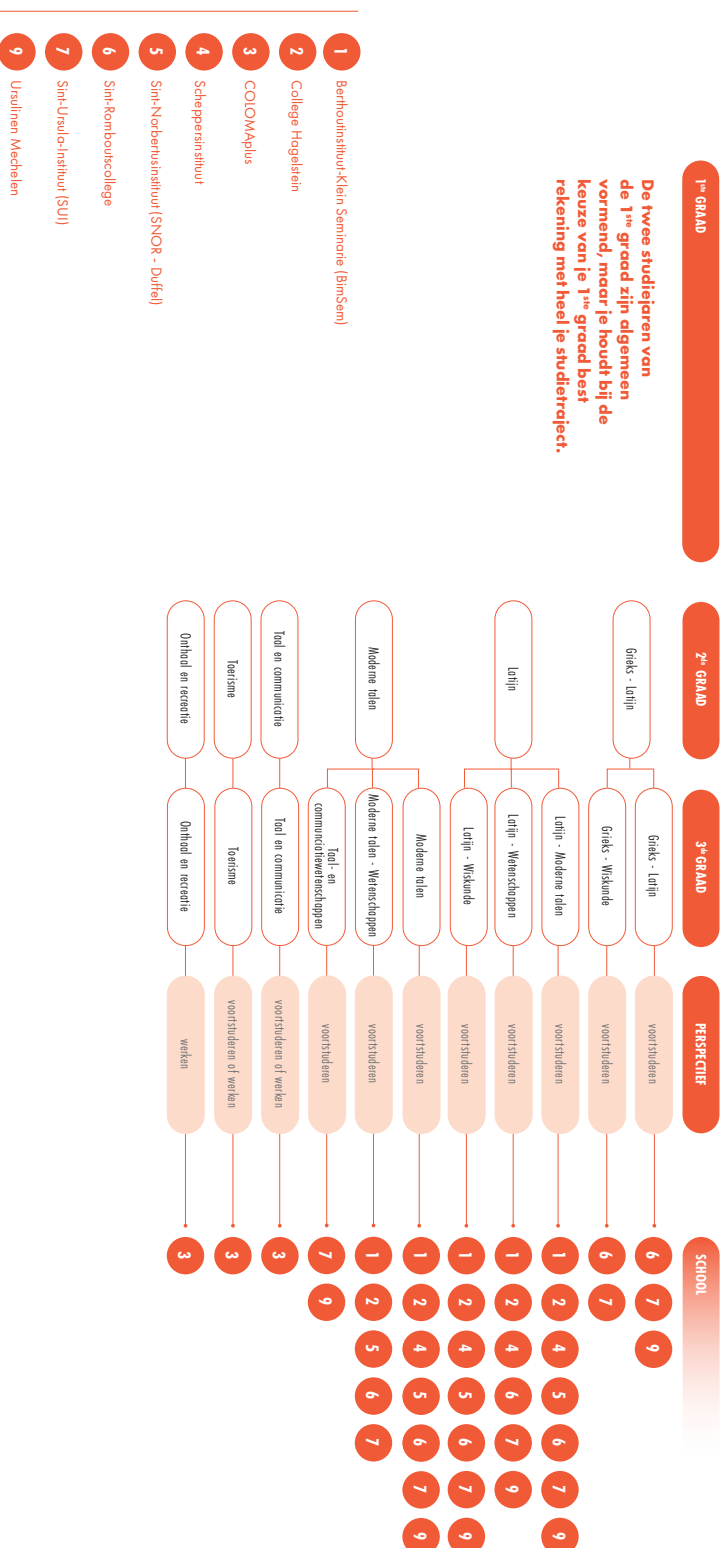 1ste GRAAD
2de GRAAD
3de GRAAD
PERSPECTIEF
SCHOOL
De twee studiejaren van
de 1ste graad zijn algemeen
vormend, maar je houdt bij de
keuze van je 1ste graad best
rekening met heel je studietraject.
Grieks - Latijn
Grieks - Latijn
voortstuderen
6 7 9
Grieks - Wiskunde
voortstuderen
6 7
Latijn
Latijn - Moderne talen
voortstuderen
1 2 4 5 6 7 9
Latijn - Wetenschappen
voortstuderen
1 2 4 6 7 9
Latijn - Wiskunde
voortstuderen
1 2 4 5 6 7 9
Moderne talen
Moderne talen
voortstuderen
1 2 4 5 6 7 9
Moderne talen - Wetenschappen
voortstuderen
1 2 5 6 7
Taal- en
communciatiewetenschappen
voortstuderen
7 9
Taal en communicatie
Taal en communicatie
voortstuderen of werken
3
Toerisme
Toerisme
voortstuderen of werken
3
Onthaal en recreatie
Onthaal en recreatie
werken
3
1 Berthoutinstituut-Klein Seminarie (BimSem)
2 College Hagelstein
3 COLOMAplus
4 Scheppersinstituut
5 Sint-Norbertusinstituut (SNOR - Duffel)
6 Sint-Romboutscollege
7 Sint-Ursula-Instituut (SUI)
9 Ursulinen Mechelen